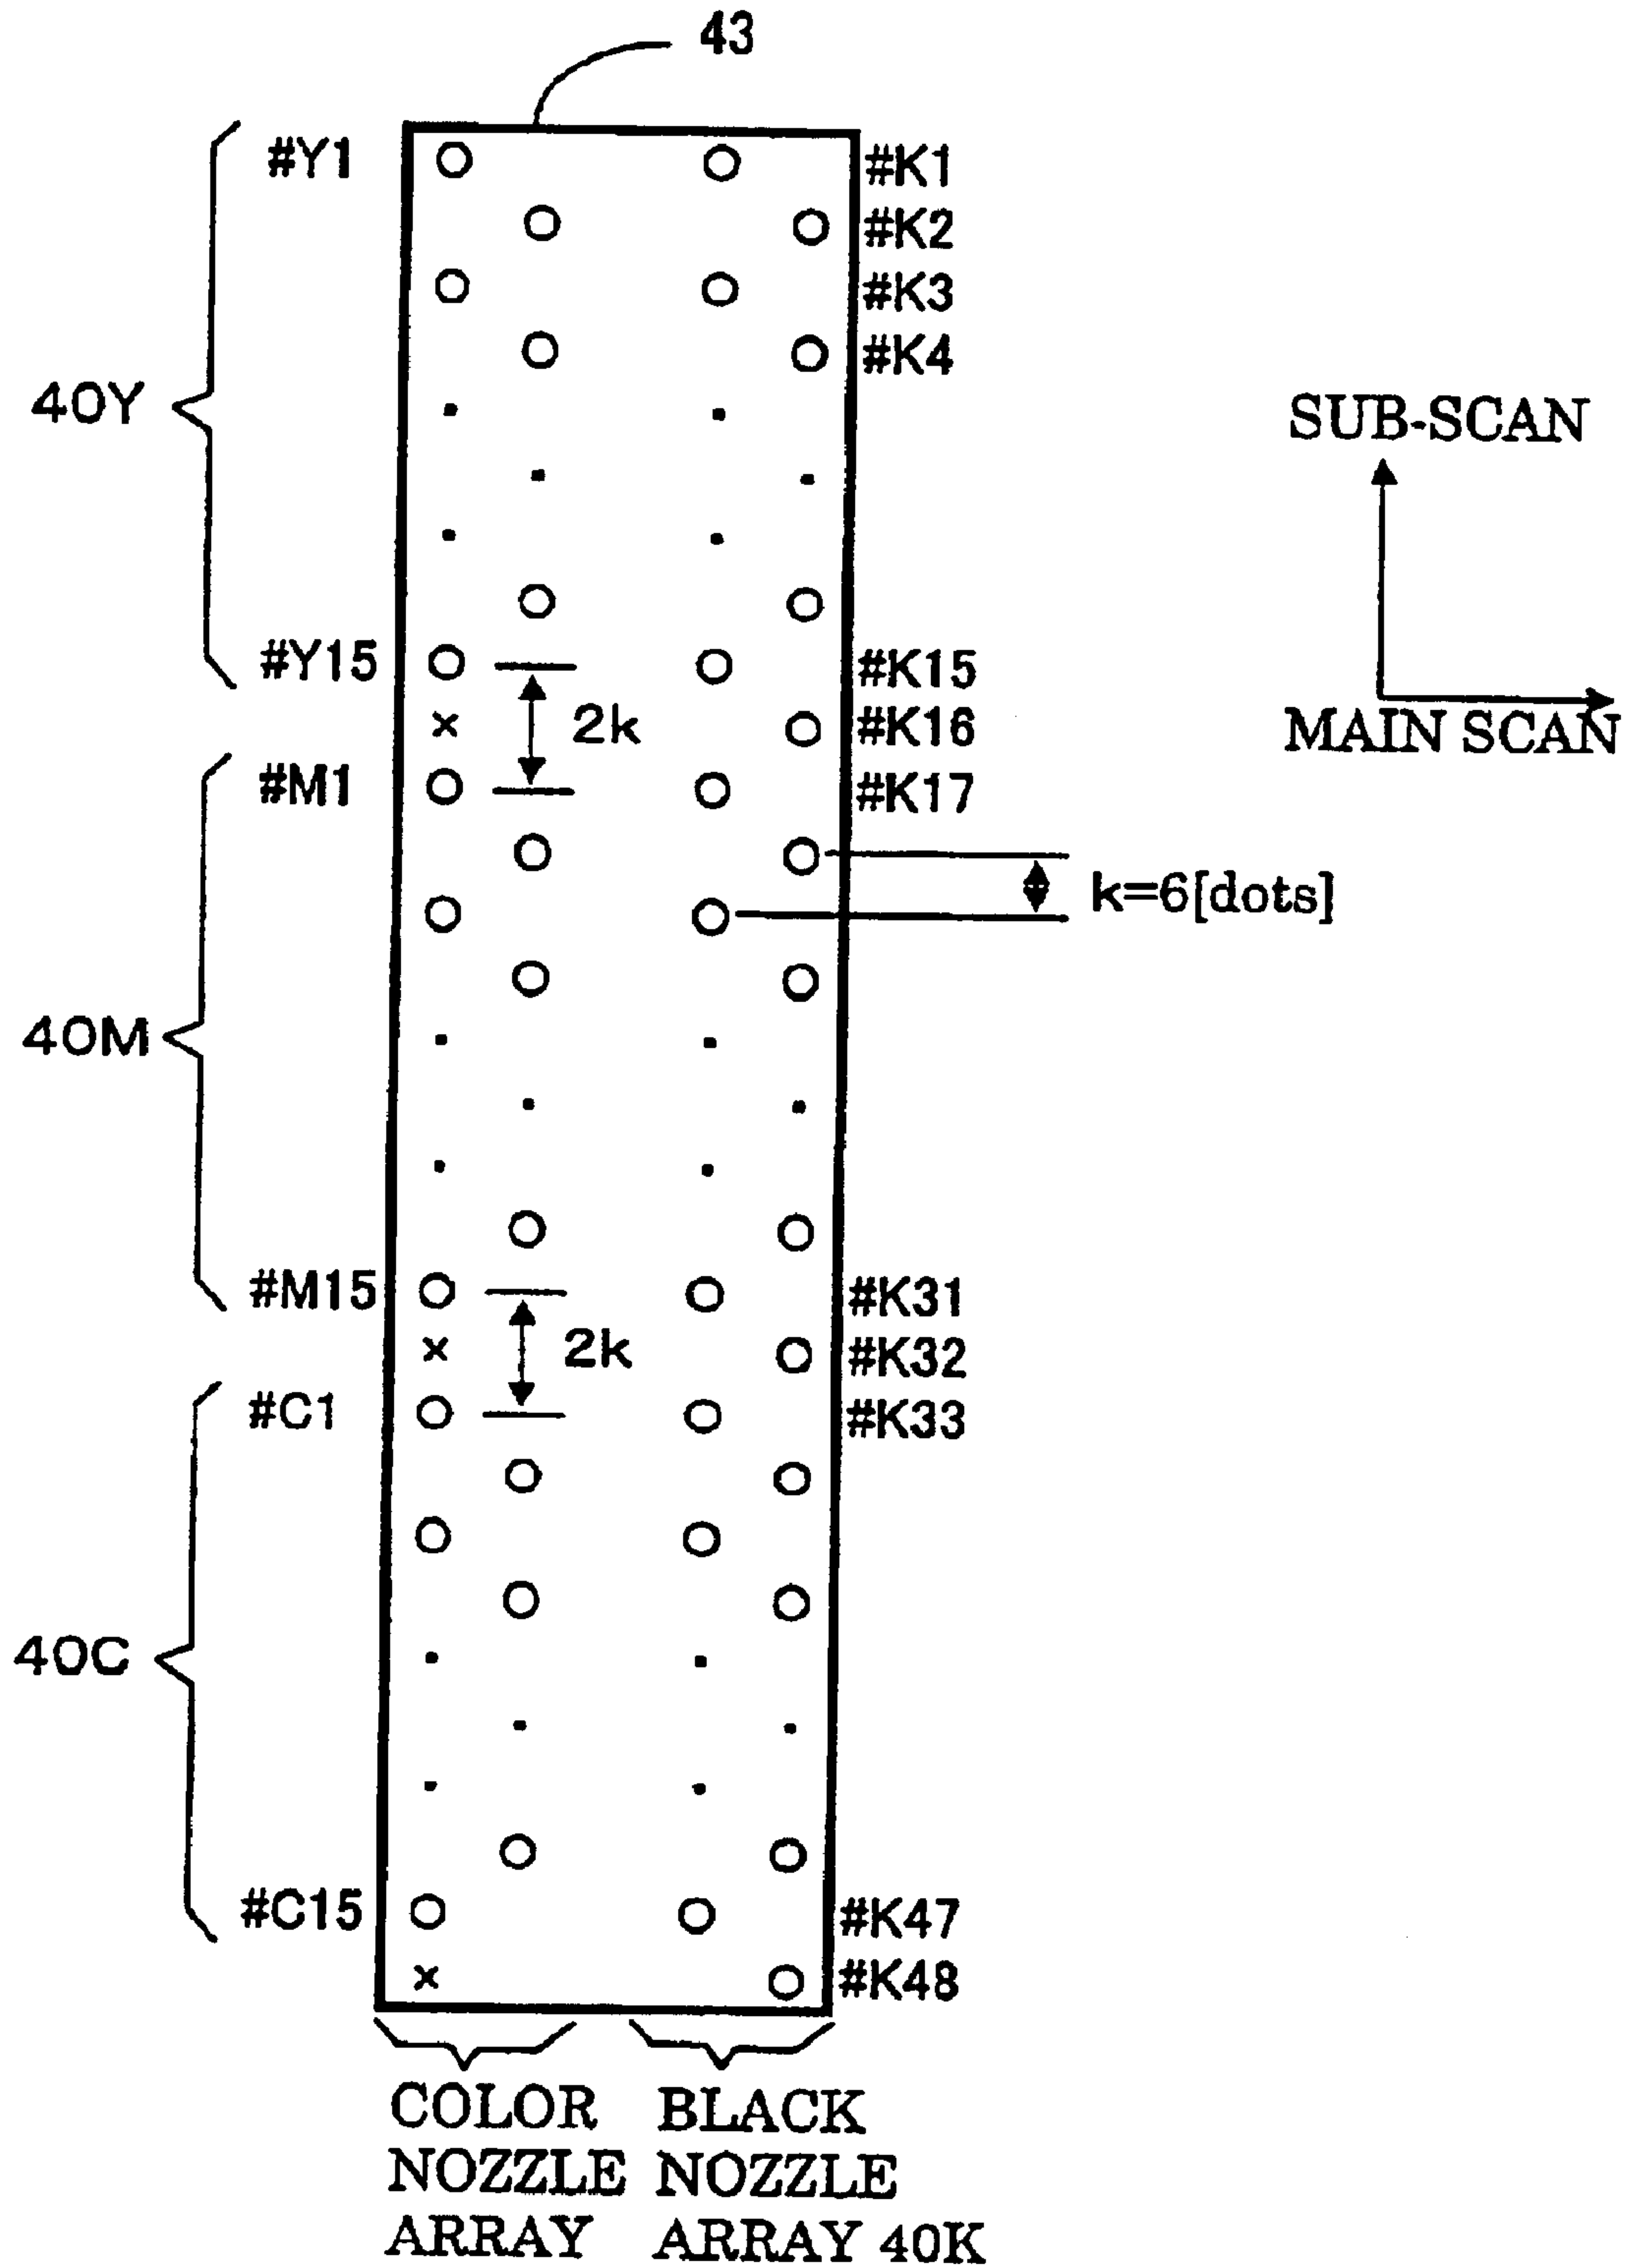 43
#Y1
#K1
#K2
#K3
#K4
40Y
SUB-SCAN
#Y15
#K15
2k
#K16
MAIN SCAN
#M1
#K17
k=6[dots]
40M
#M15
#K31
2k
#K32
#C1
#K33
40C
#C15
#K47
#K48
COLOR
NOZZLE
ARRAY
BLACK
NOZZLE
ARRAY 40K